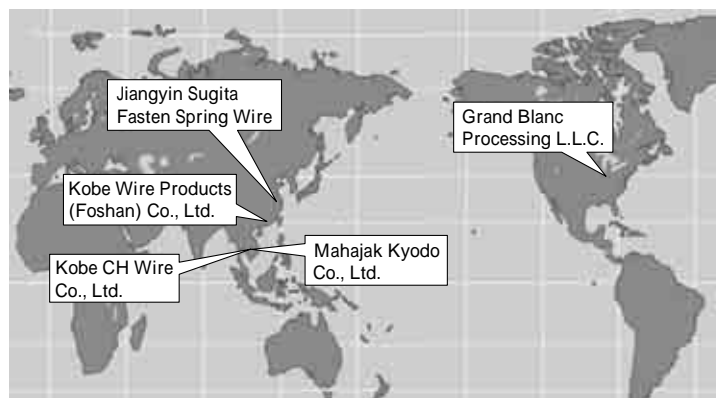 Jiangyin Sugita
Fasten Spring Wire
Grand Blanc
Processing L.L.C.
Kobe Wire Products
(Foshan) Co., Ltd.
Mahajak Kyodo
Co., Ltd.
Kobe CH Wire
Co., Ltd.